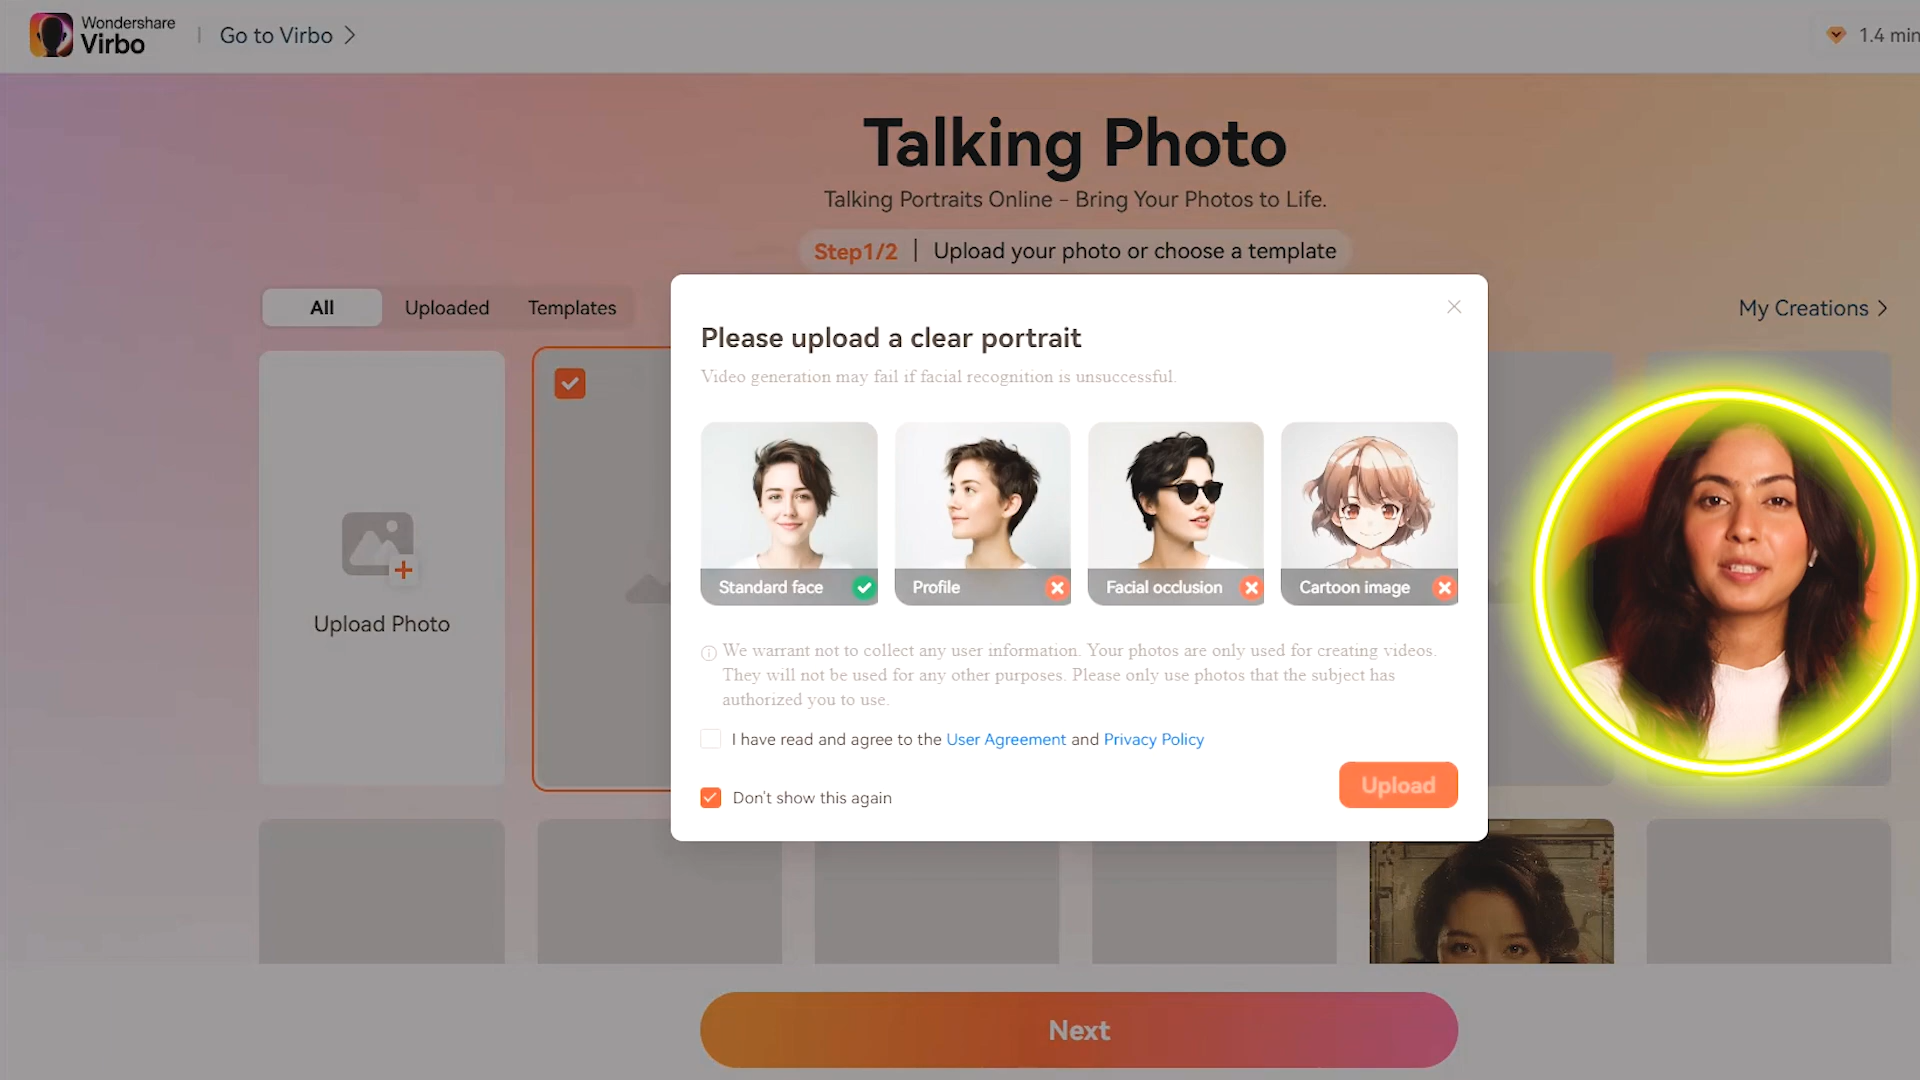 Wondershare
Virbo
Go to Virbo
1.4 min
Talking Photo
Talking Portraits Online - Bring Your Photos to Life.
Step1/2 | Upload your photo or choose a template
All
Uploaded
Templates
My Creations
Upload Photo
Please upload a clear portrait
Video generation may fail if facial recognition is unsuccessful.
Standard face
Profile
Facial occlusion
Cartoon image
We warrant not to collect any user information. Your photos are only used for creating videos.
They will not be used for any other purposes. Please only use photos that the subject has
authorized you to use.
I have read and agree to the User Agreement and Privacy Policy
Don't show this again
Upload
Next